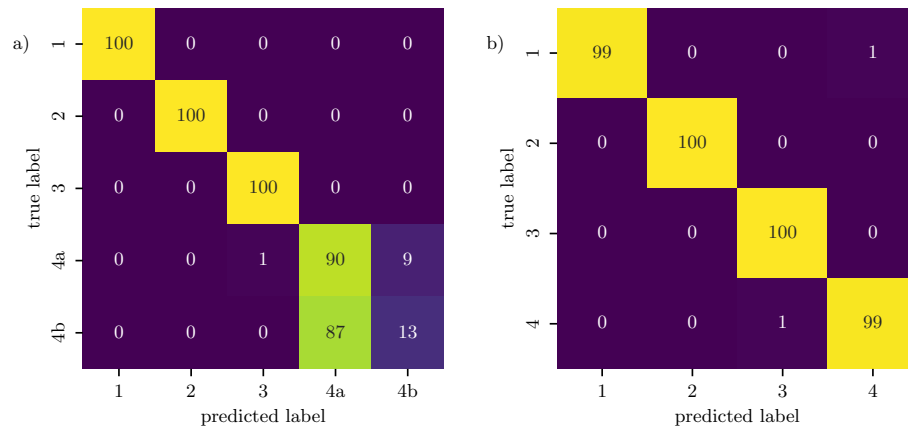 a)
true label
1 100 0 0 0 0
2 0 100 0 0 0
3 0 0 100 0 0
4a 0 0 1 90 9
4b 0 0 0 87 13
1 2 3 4a 4b
predicted label
b)
true label
1 99 0 0 1
2 0 100 0 0
3 0 0 100 0
4 0 0 1 99
1 2 3 4
predicted label